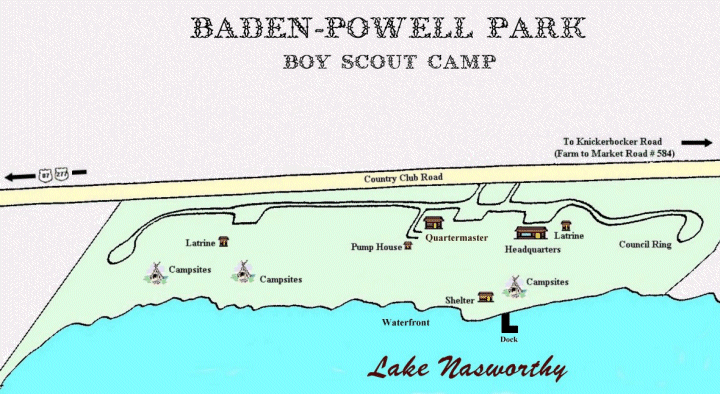 BADEN-POWELL PARK
BOY SCOUT CAMP
To Knickerbocker Road
(Farm to Market Road # 584)
87 277
Country Club Road
Quartermaster
Latrine
Latrine
Pump House
Headquarters
Council Ring
Campsites
Campsites
Campsites
Shelter
Waterfront
Dock
Lake Nasworthy